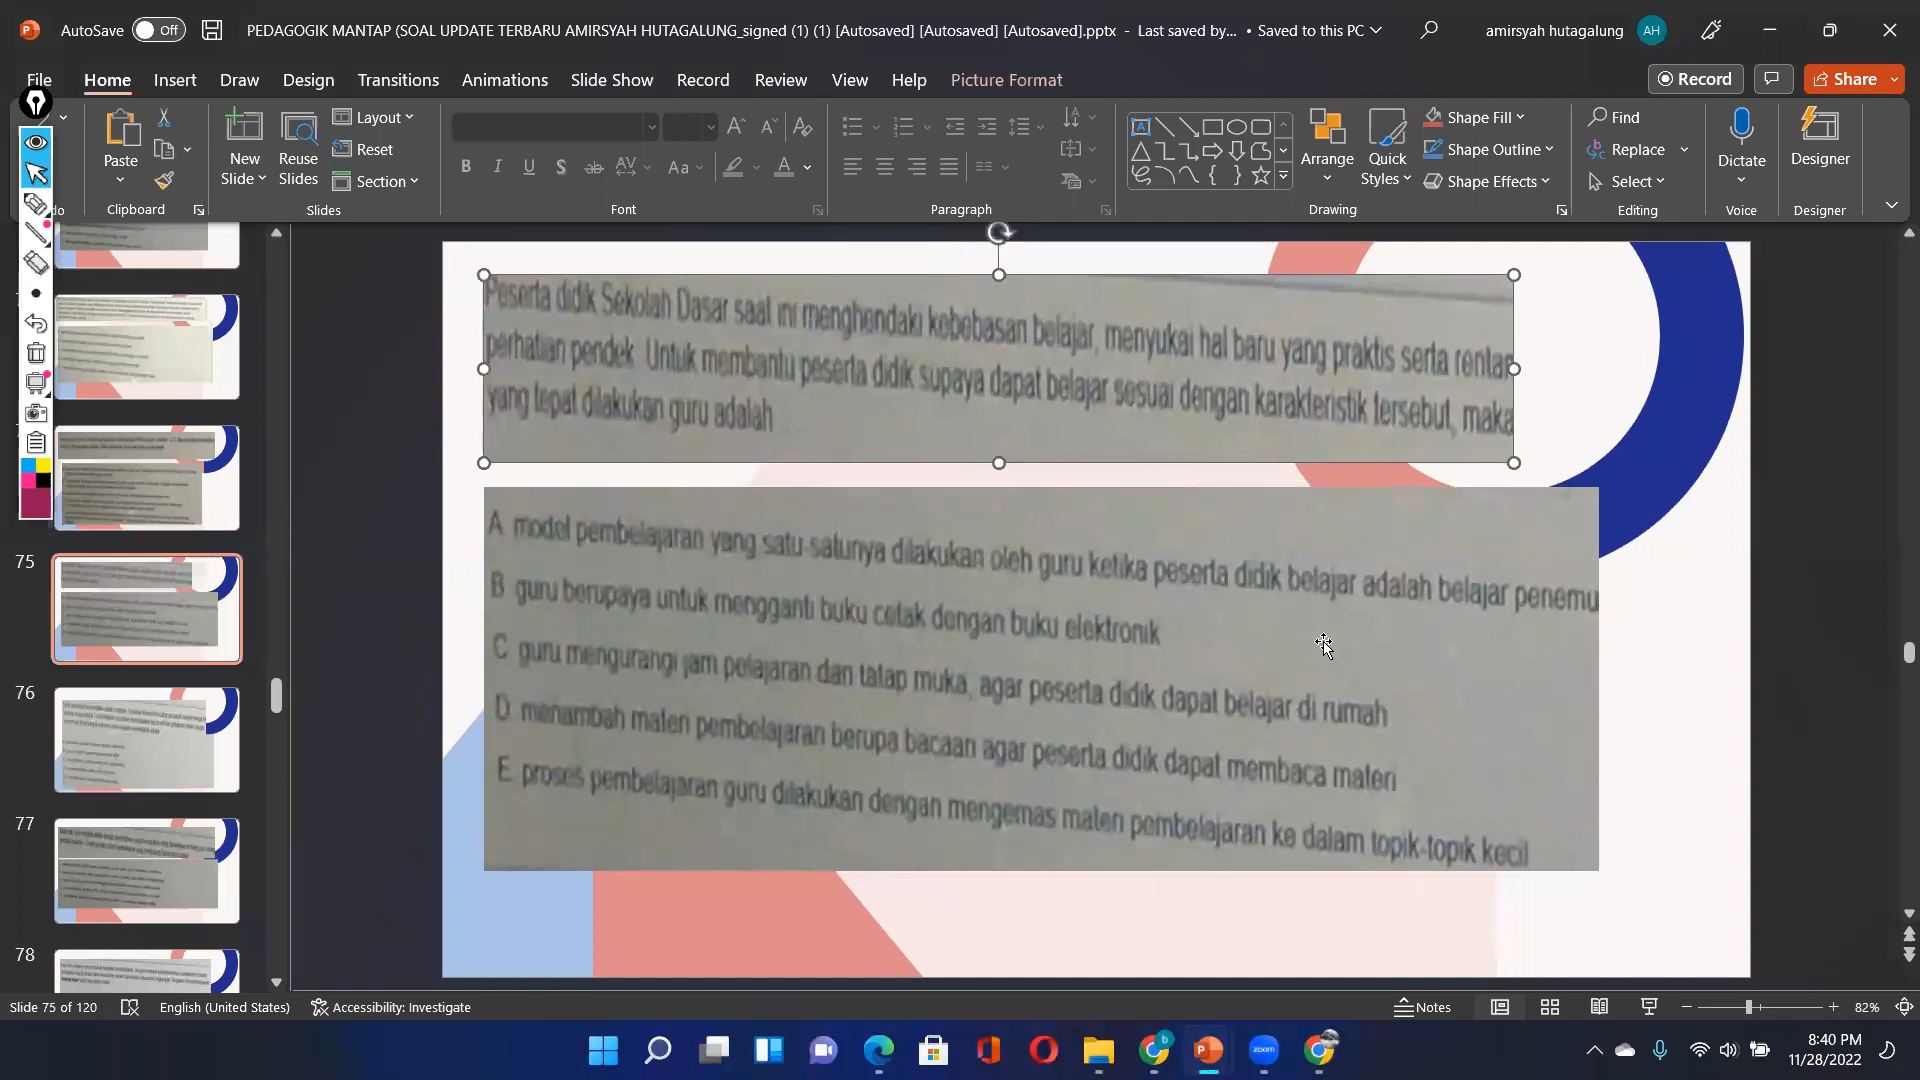 AutoSave Off PEDAGOGIK MANTAP (SOAL UPDATE TERBARU AMIRSYAH HUTAGALUNG_signed (1) (1) [Autosaved] [Autosaved] [Autosaved].pptx - Last saved by... • Saved to this PC amirsyah hutagalung AH
File Home Insert Draw Design Transitions Animations Slide Show Record Review View Help Picture Format Record Share
Paste
Clipboard
New Slide
Reuse Slides
Layout
Reset
Section
Slides
Font
Paragraph
Arrange
Quick Styles
Shape Fill
Shape Outline
Shape Effects
Drawing
Find
Replace
Select
Editing
Dictate
Voice
Designer
Designer
75
76
77
78
Peserta didik Sekolah Dasar saat ini menghendaki kebebasan belajar, menyukai hal baru yang praktis serta rentan
perhatian pendek. Untuk membantu peserta didik supaya dapat belajar sesuai dengan karakteristik tersebut, maka
yang tepat dilakukan guru adalah
A model pembelajaran yang satu-satunya dilakukan oleh guru ketika peserta didik belajar adalah belajar penemu
B guru berupaya untuk mengganti buku cetak dengan buku elektronik
C guru mengurangi jam pelajaran dan tatap muka, agar peserta didik dapat belajar di rumah
D menambah materi pembelajaran berupa bacaan agar peserta didik dapat membaca materi
E proses pembelajaran guru dilakukan dengan mengemas materi pembelajaran ke dalam topik-topik kecil
Slide 75 of 120 English (United States) Accessibility: Investigate Notes 82%
zoom
8:40 PM
11/28/2022